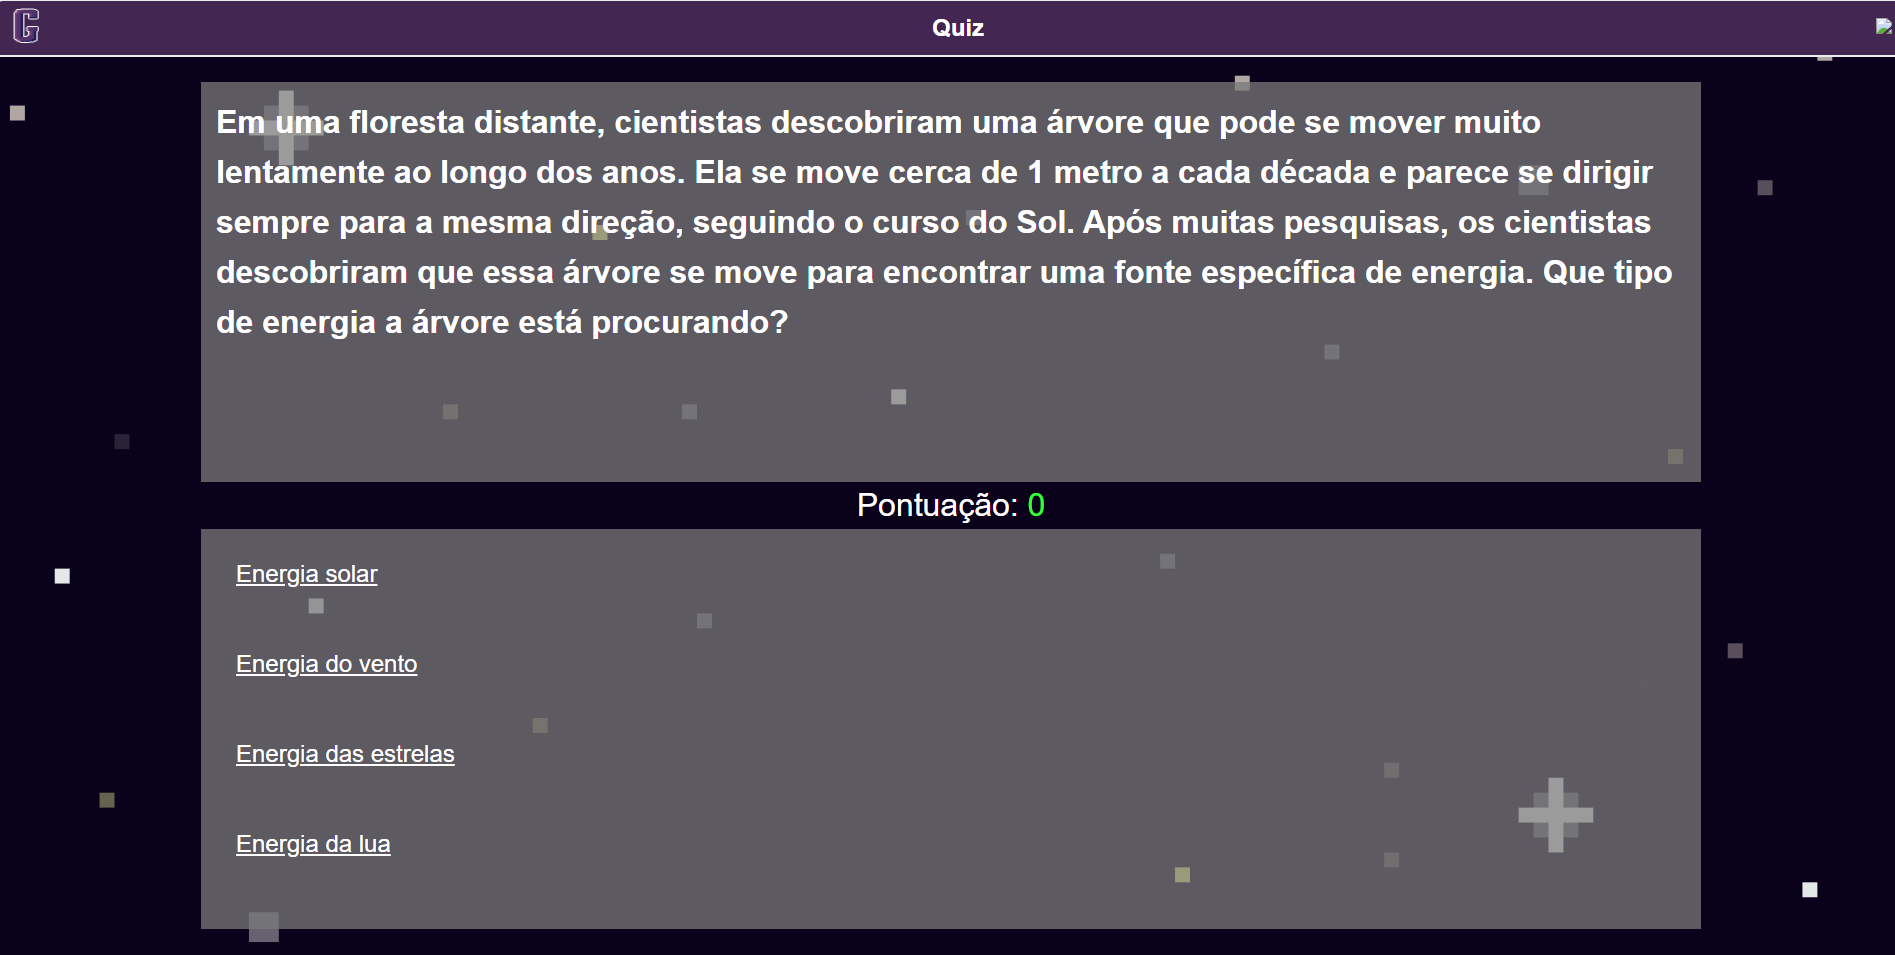 G
Quiz
Em uma floresta distante, cientistas descobriram uma árvore que pode se mover muito
lentamente ao longo dos anos. Ela se move cerca de 1 metro a cada década e parece se dirigir
sempre para a mesma direção, seguindo o curso do Sol. Após muitas pesquisas, os cientistas
descobriram que essa árvore se move para encontrar uma fonte específica de energia. Que tipo
de energia a árvore está procurando?
Pontuação: 0
Energia solar
Energia do vento
Energia das estrelas
Energia da lua